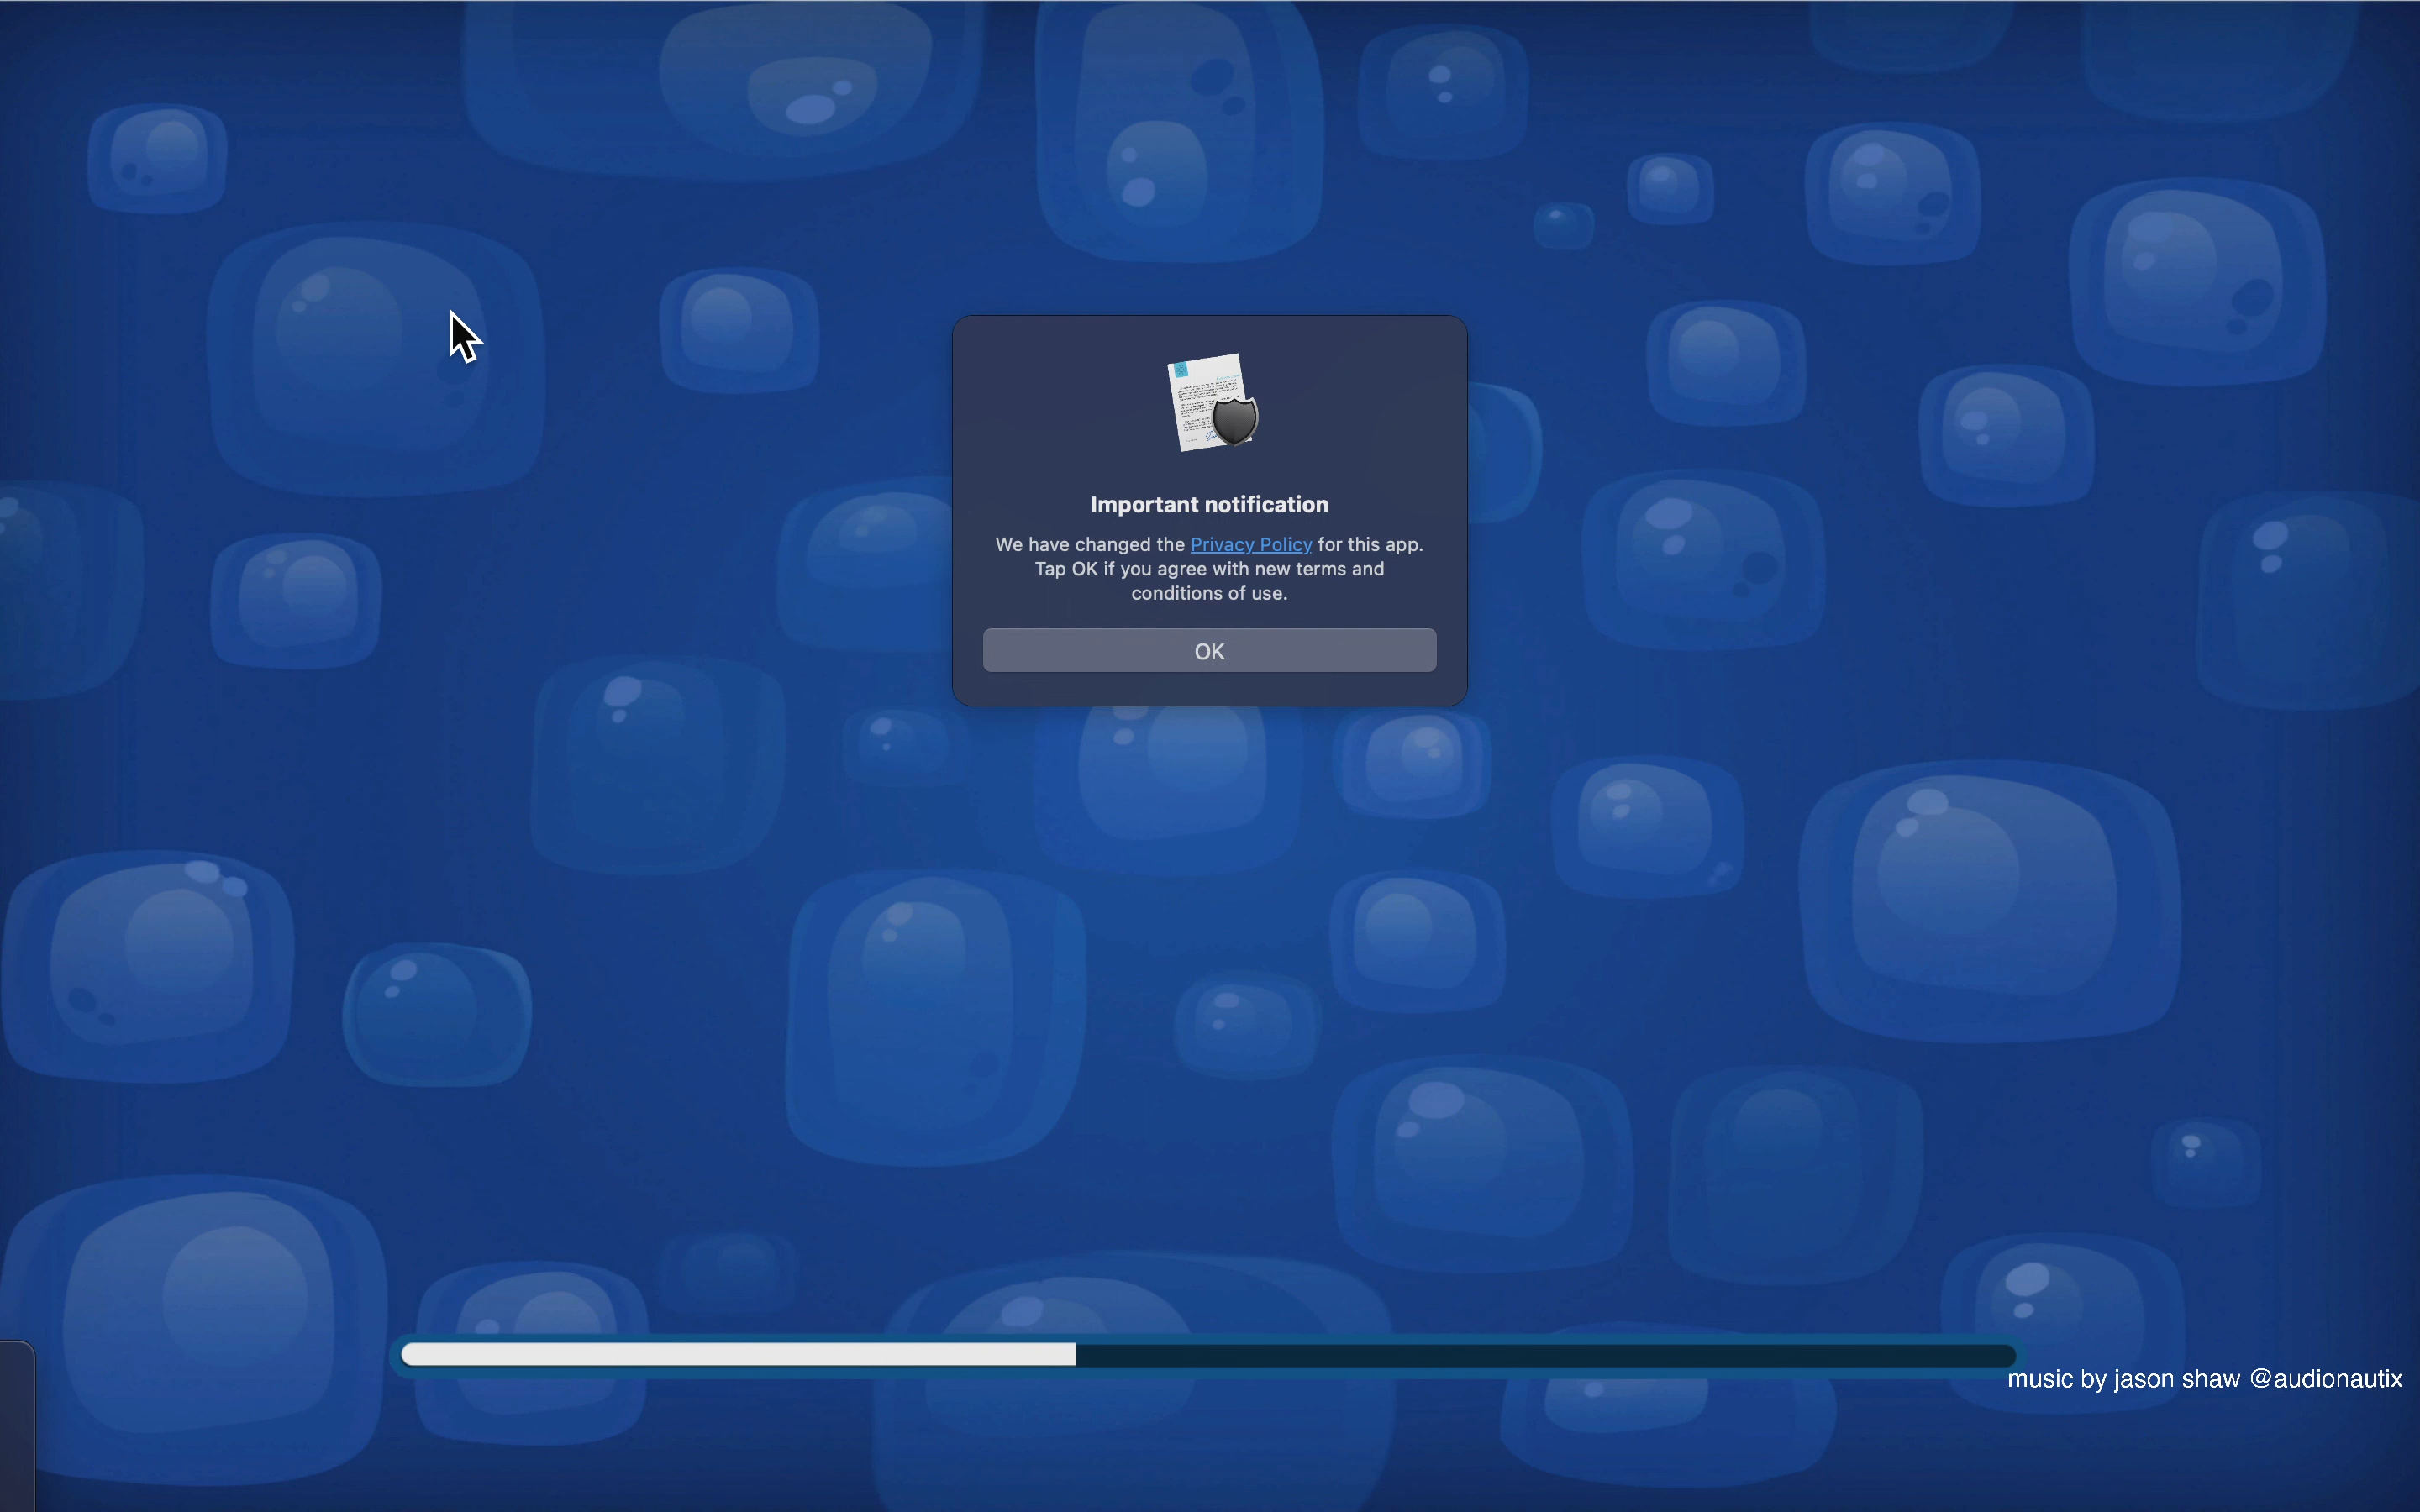 Important notification
We have changed the Privacy Policy for this app.
Tap OK if you agree with new terms and
conditions of use.
OK
music by jason shaw @audionautix